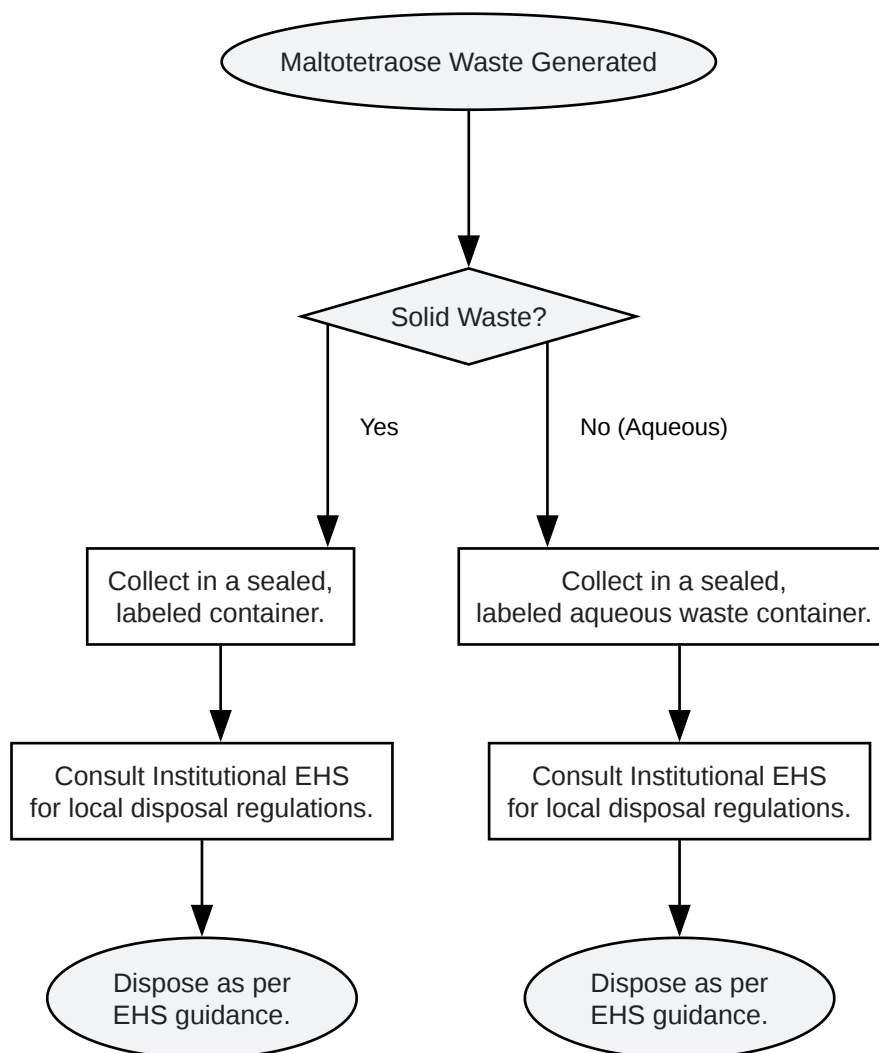 Maltotetraose Waste Generated
Solid Waste?
Yes
No (Aqueous)
Collect in a sealed,
labeled container.
Collect in a sealed,
labeled aqueous waste container.
Consult Institutional EHS
for local disposal regulations.
Consult Institutional EHS
for local disposal regulations.
Dispose as per
EHS guidance.
Dispose as per
EHS guidance.